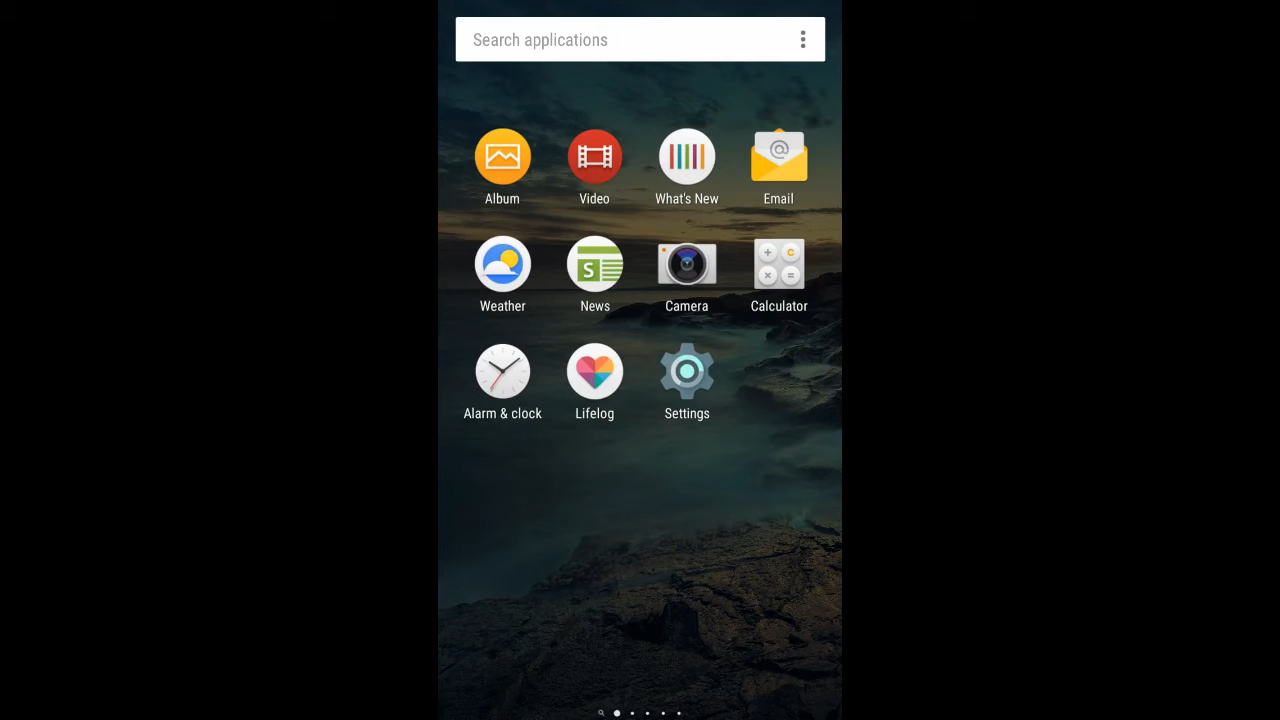 Search applications
Album
Video
What's New
Email
@
Weather
S
News
Camera
+ C
× =
Calculator
Alarm & clock
Lifelog
Settings